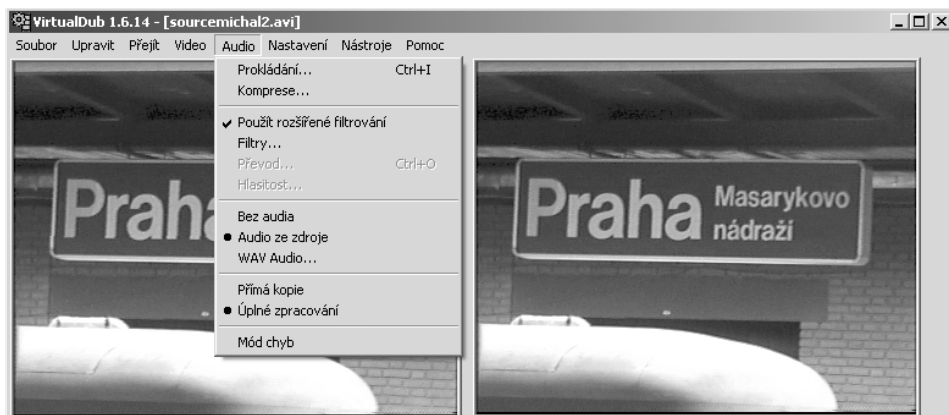 VirtualDub 1.6.14 - [sourcemichal2.avi]
Soubor Upravit Přejít Video Audio Nastavení Nástroje Pomoc
Prokládání... Ctrl+I
Komprese...
Použít rozšířené filtrování
Filtry...
Převod... Ctrl+O
Hlasitost...
Bez audia
Audio ze zdroje
WAV Audio...
Přímá kopie
Úplné zpracování
Mód chyb
Praha
Praha Masarykovo
nádraží